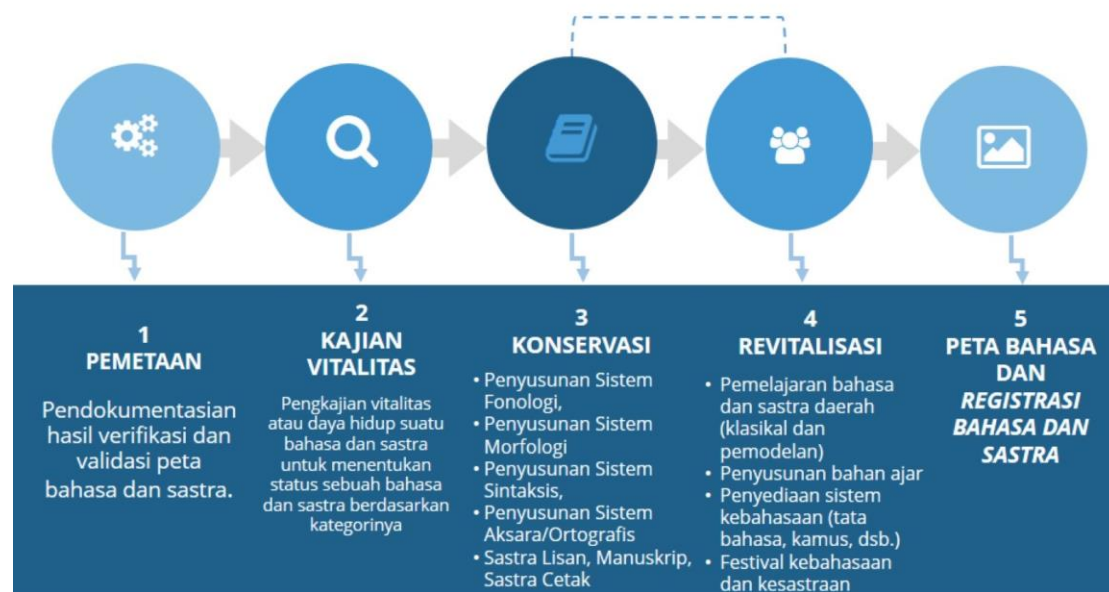 1
PEMETAAN
Pendokumentasian
hasil verifikasi dan
validasi peta
bahasa dan sastra.
2
KAJIAN
VITALITAS
Pengkajian vitalitas
atau daya hidup suatu
bahasa dan sastra
untuk menentukan
status sebuah bahasa
dan sastra berdasarkan
kategorinya
3
KONSERVASI
• Penyusunan Sistem
Fonologi,
• Penyusunan Sistem
Morfologi
• Penyusunan Sistem
Sintaksis,
• Penyusunan Sistem
Aksara/Ortografis
• Sastra Lisan, Manuskrip,
Sastra Cetak
4
REVITALISASI
• Pemelajaran bahasa
dan sastra daerah
(klasikal dan
pemodelan)
• Penyusunan bahan ajar
• Penyediaan sistem
kebahasaan (tata
bahasa, kamus, dsb.)
• Festival kebahasaan
dan kesastraan
5
PETA BAHASA
DAN
REGISTRASI
BAHASA DAN
SASTRA